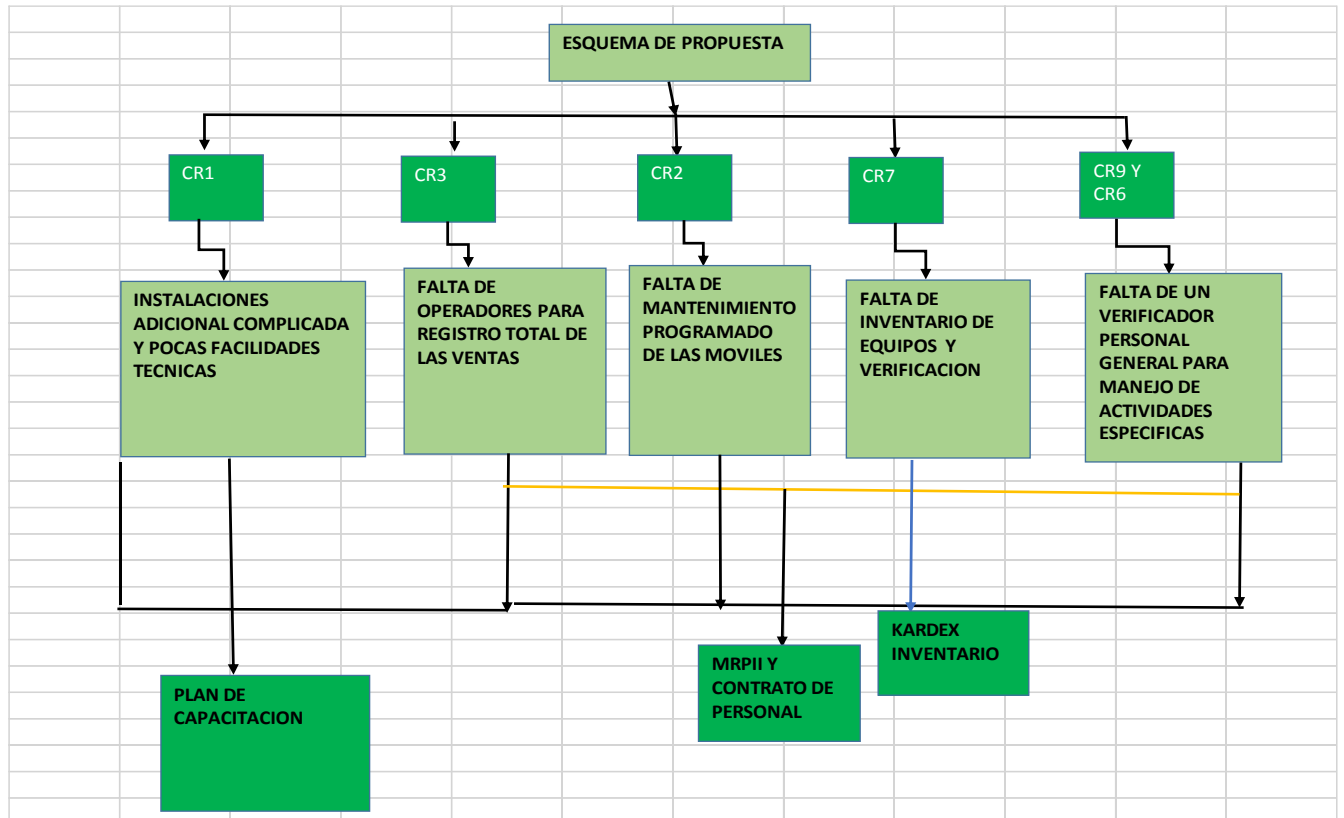 ESQUEMA DE PROPUESTA
CR1
CR3
CR2
CR7
CR9 Y
CR6
INSTALACIONES
ADICIONAL COMPLICADA
Y POCAS FACILIDADES
TECNICAS
FALTA DE
OPERADORES PARA
REGISTRO TOTAL DE
LAS VENTAS
FALTA DE
MANTENIMIENTO
PROGRAMADO
DE LAS MOVILES
FALTA DE
INVENTARIO DE
EQUIPOS Y
VERIFICACION
FALTA DE UN
VERIFICADOR
PERSONAL
GENERAL PARA
MANEJO DE
ACTIVIDADES
ESPECIFICAS
KARDEX
INVENTARIO
MRPII Y
CONTRATO DE
PERSONAL
PLAN DE
CAPACITACION